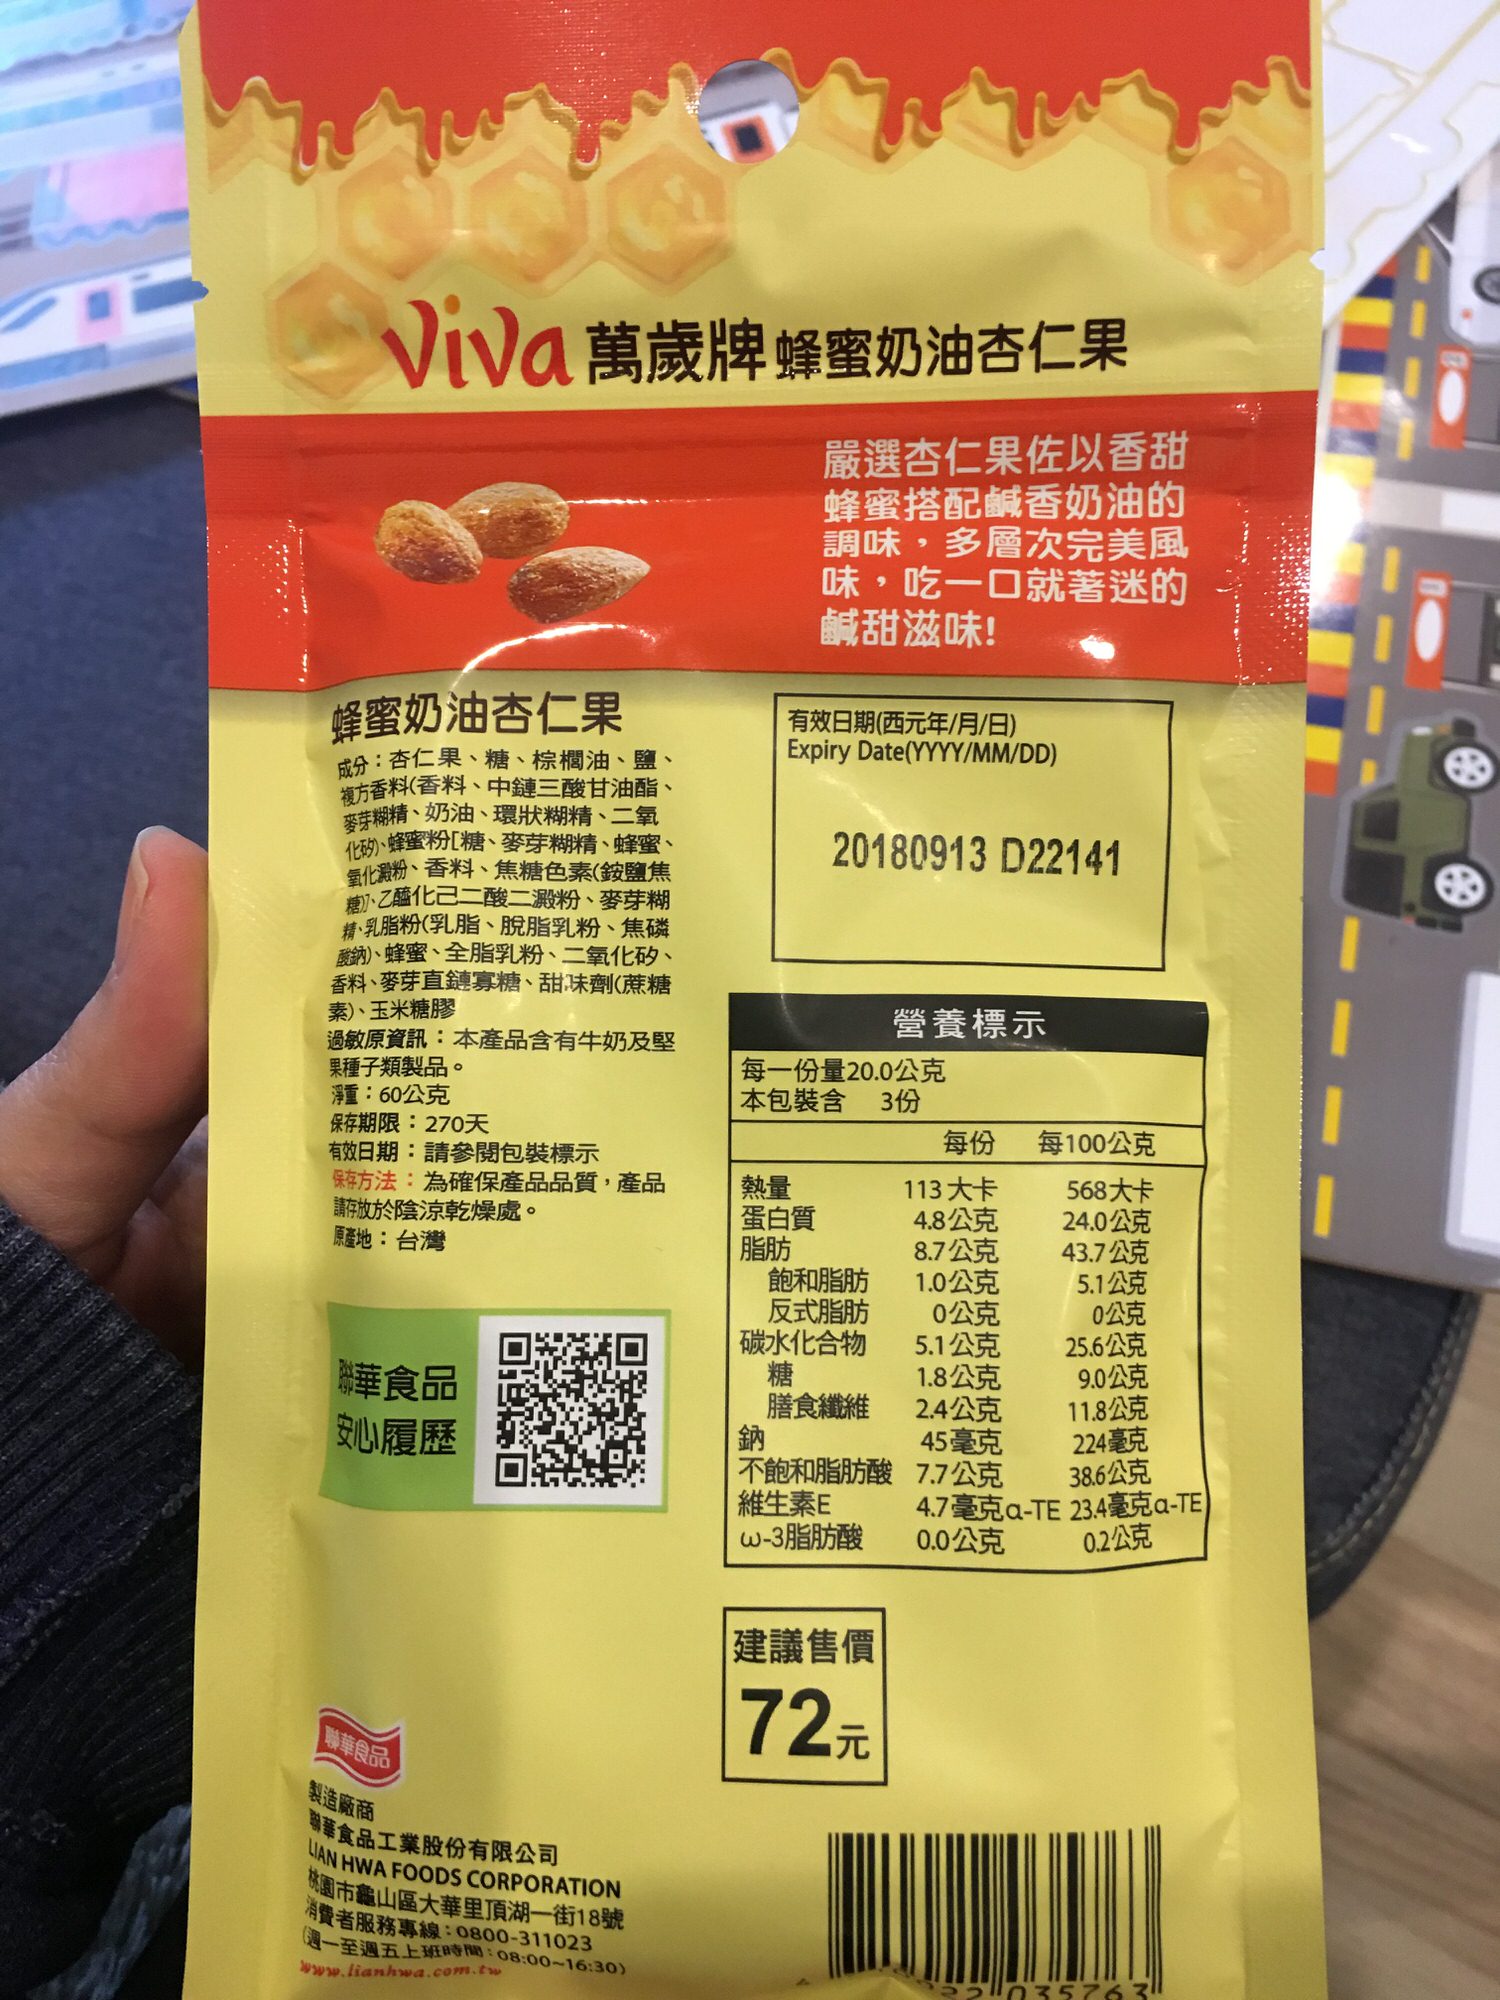 viva 萬歲牌 蜂蜜奶油杏仁果
嚴選杏仁果佐以香甜
蜂蜜搭配鹹香奶油的
調味，多層次完美風
味，吃一口就著迷的
鹹甜滋味!
蜂蜜奶油杏仁果
成分：杏仁果、糖、棕櫚油、鹽、
複方香料(香料、中鏈三酸甘油酯、
麥芽糊精、奶油、環狀糊精、二氧
化矽)、蜂蜜粉[糖、麥芽糊精、蜂蜜、
氧化澱粉、香料、焦糖色素(銨鹽焦
糖)]、乙醯化己二酸二澱粉、麥芽糊
精、乳脂粉(乳脂、脫脂乳粉、焦磷
酸鈉)、蜂蜜、全脂乳粉、二氧化矽、
香料、麥芽直鏈寡糖、甜味劑(蔗糖
素)、玉米糖膠
過敏原資訊：本產品含有牛奶及堅
果種子類製品。
淨重：60公克
保存期限：270天
有效日期：請參閱包裝標示
保存方法：為確保產品品質，產品
請存放於陰涼乾燥處。
原產地：台灣
有效日期(西元年/月/日)
Expiry Date(YYYY/MM/DD)
20180913 D22141
營養標示
每一份量20.0公克
本包裝含 3份
每份 每100公克
熱量 113大卡 568大卡
蛋白質 4.8公克 24.0公克
脂肪 8.7公克 43.7公克
飽和脂肪 1.0公克 5.1公克
反式脂肪 0公克 0公克
碳水化合物 5.1公克 25.6公克
糖 1.8公克 9.0公克
膳食纖維 2.4公克 11.8公克
鈉 45毫克 224毫克
不飽和脂肪酸 7.7公克 38.6公克
維生素E 4.7毫克α-TE 23.4毫克α-TE
ω-3脂肪酸 0.0公克 0.2公克
聯華食品
安心履歷
建議售價
72元
聯華食品
製造廠商
聯華食品工業股份有限公司
LIAN HWA FOODS CORPORATION
桃園市龜山區大華里頂湖一街18號
消費者服務專線：0800-311023
(週一至週五上班時間：08:00~16:30)
www.lianhwa.com.tw
22 035763